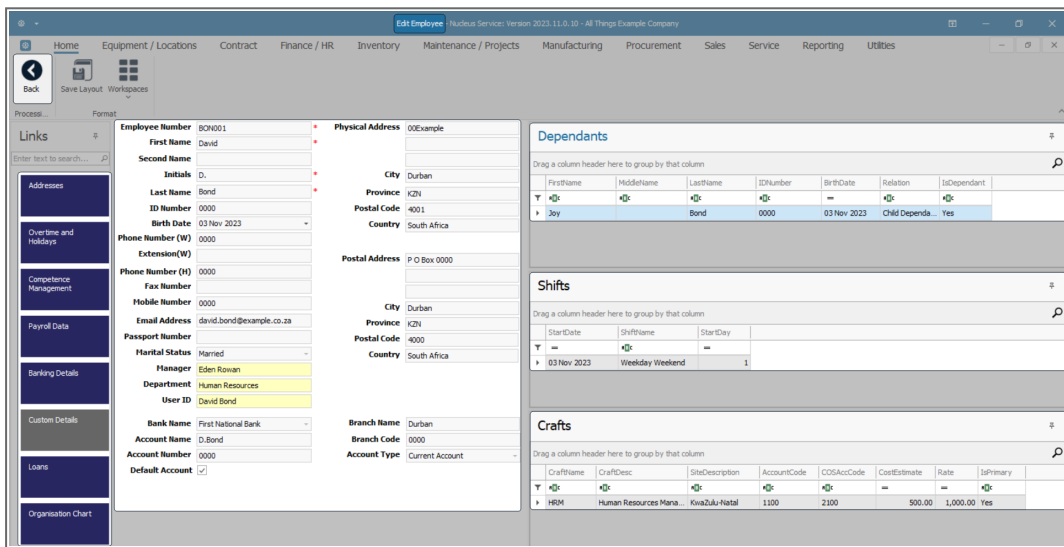 Edit Employee - Nucleus Service: Version 2023.11.0.10 - All Things Example Company
Home Equipment / Locations Contract Finance / HR Inventory Maintenance / Projects Manufacturing Procurement Sales Service Reporting Utilities
Back Save Layout Workspaces
Processi... Format
Links
Enter text to search...
Addresses
Overtime and
Holidays
Competence
Management
Payroll Data
Banking Details
Custom Details
Loans
Organisation Chart
Employee Number BON001 *
First Name David *
Second Name
Initials D. *
Last Name Bond *
ID Number 0000
Birth Date 03 Nov 2023
Phone Number (W) 0000
Extension(W)
Phone Number (H) 0000
Fax Number
Mobile Number 0000
Email Address david.bond@example.co.za
Passport Number
Marital Status Married
Manager Eden Rowan
Department Human Resources
User ID David Bond
Bank Name First National Bank
Account Name D.Bond
Account Number 0000
Default Account
Physical Address 00Example
City Durban
Province KZN
Postal Code 4001
Country South Africa
Postal Address P O Box 0000
City Durban
Province KZN
Postal Code 4000
Country South Africa
Branch Name Durban
Branch Code 0000
Account Type Current Account
Dependants
Drag a column header here to group by that column
FirstName MiddleName LastName IDNumber BirthDate Relation IsDependant
Joy Bond 0000 03 Nov 2023 Child Dependa... Yes
Shifts
Drag a column header here to group by that column
StartDate ShiftName StartDay
03 Nov 2023 Weekday Weekend 1
Crafts
Drag a column header here to group by that column
CraftName CraftDesc SiteDescription AccountCode COSAccCode CostEstimate Rate IsPrimary
HRM Human Resources Mana... KwaZulu-Natal 1100 2100 500.00 1,000.00 Yes